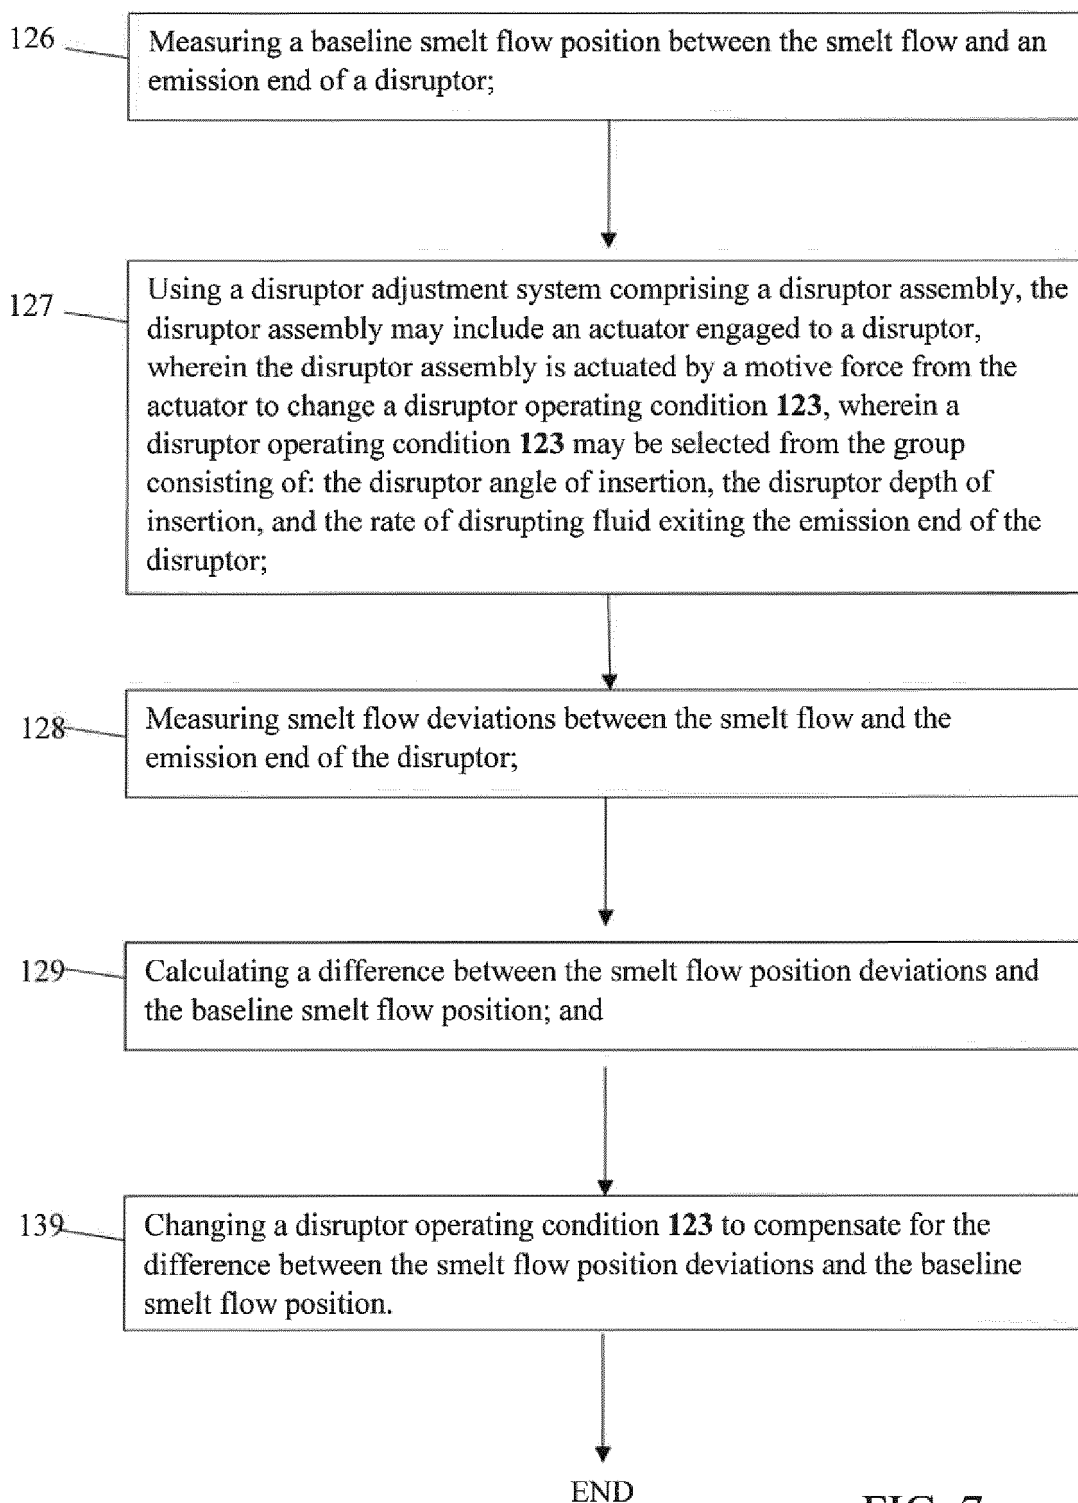 126
Measuring a baseline smelt flow position between the smelt flow and an
emission end of a disruptor;
127
Using a disruptor adjustment system comprising a disruptor assembly, the
disruptor assembly may include an actuator engaged to a disruptor,
wherein the disruptor assembly is actuated by a motive force from the
actuator to change a disruptor operating condition 123, wherein a
disruptor operating condition 123 may be selected from the group
consisting of: the disruptor angle of insertion, the disruptor depth of
insertion, and the rate of disrupting fluid exiting the emission end of the
disruptor;
128
Measuring smelt flow deviations between the smelt flow and the
emission end of the disruptor;
129
Calculating a difference between the smelt flow position deviations and
the baseline smelt flow position; and
139
Changing a disruptor operating condition 123 to compensate for the
difference between the smelt flow position deviations and the baseline
smelt flow position.
END
FIG. 7